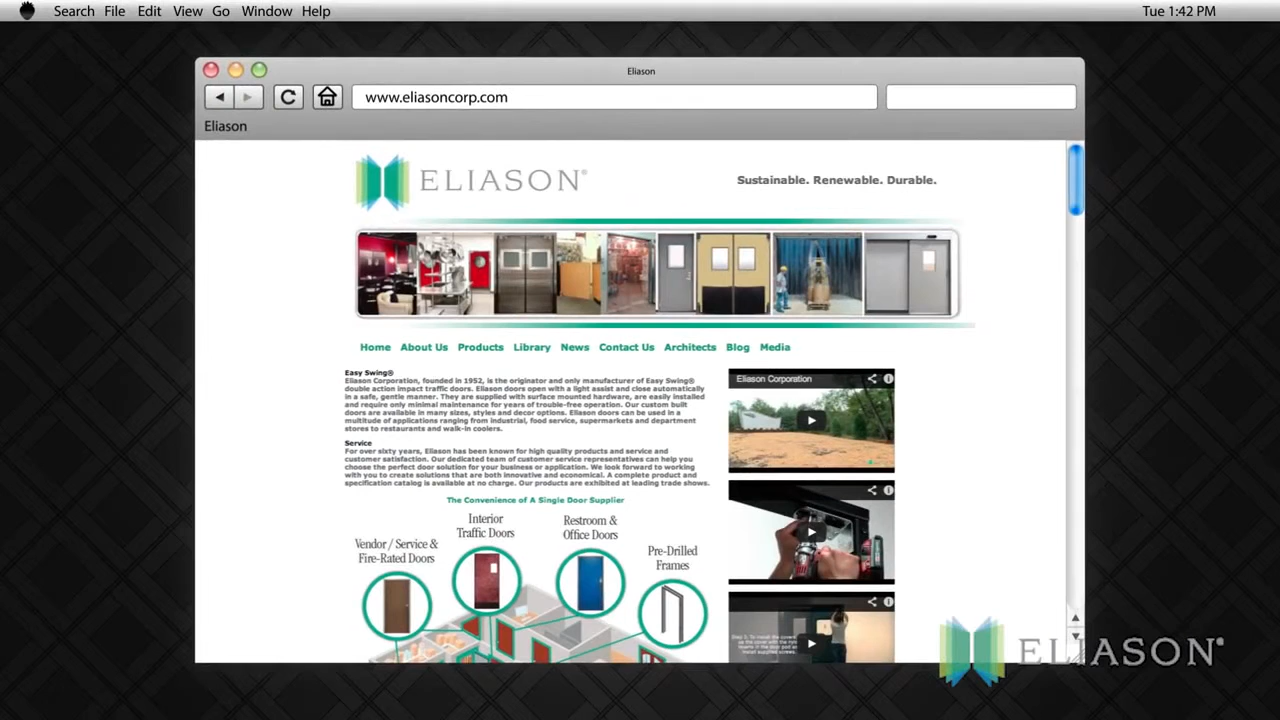 Search File Edit View Go Window Help
Tue 1:42 PM
Eliason
www.eliasoncorp.com
Eliason
ELIASON®
Sustainable. Renewable. Durable.
Home About Us Products Library News Contact Us Architects Blog Media
Easy Swing®
Eliason Corporation, founded in 1952, is the originator and only manufacturer of Easy Swing®
double action impact traffic doors. Eliason doors open with a light assist and close automatically
in a safe, gentle manner. They are supplied with surface mounted hardware, are easily installed
and require only minimal maintenance for years of trouble-free operation. Our custom built
doors are available in many sizes, styles and decor options. Eliason doors can be used in a
multitude of applications ranging from industrial, food service, supermarkets and department
stores to restaurants and walk-in coolers.
Service
For over sixty years, Eliason has been known for high quality products and service and
customer satisfaction. Our dedicated team of customer service representatives can help you
choose the perfect door solution for your business or application. We look forward to working
with you to create solutions that are both innovative and economical. A complete product and
specification catalog is available at no charge. Our products are exhibited at leading trade shows.
The Convenience of A Single Door Supplier
Vendor / Service &
Fire-Rated Doors
Interior
Traffic Doors
Restroom &
Office Doors
Pre-Drilled
Frames
Eliason Corporation
ELIASON®